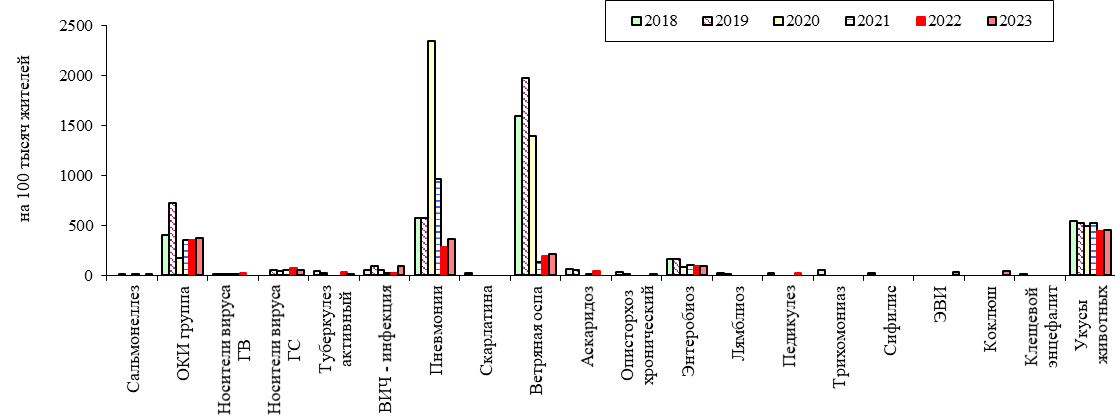 2018 2019 2020 2021 2022 2023
на 100 тысяч жителей
2500
2000
1500
1000
500
0
Сальмонеллез
ОКИ группа
Носители вируса
ГВ
Носители вируса
ГС
Туберкулез
активный
ВИЧ - инфекция
Пневмонии
Скарлатина
Ветряная оспа
Аскаридоз
Описторхоз
хронический
Энтеробиоз
Лямблиоз
Педикулез
Трихомониаз
Сифилис
ЭВИ
Коклюш
Клещевой
энцефалит
Укусы
животных